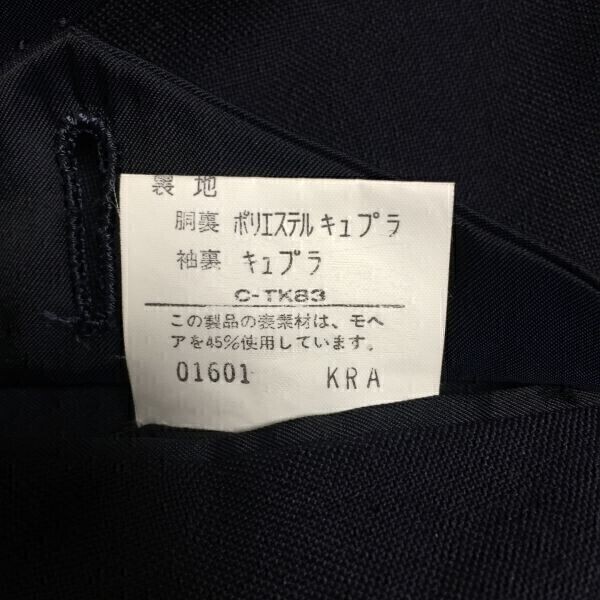 裏地
胴裏 ポリエステル キュプラ
袖裏 キュプラ
C-TK83
この製品の表素材は、モヘ
アを45%使用しています。
01601 KRA